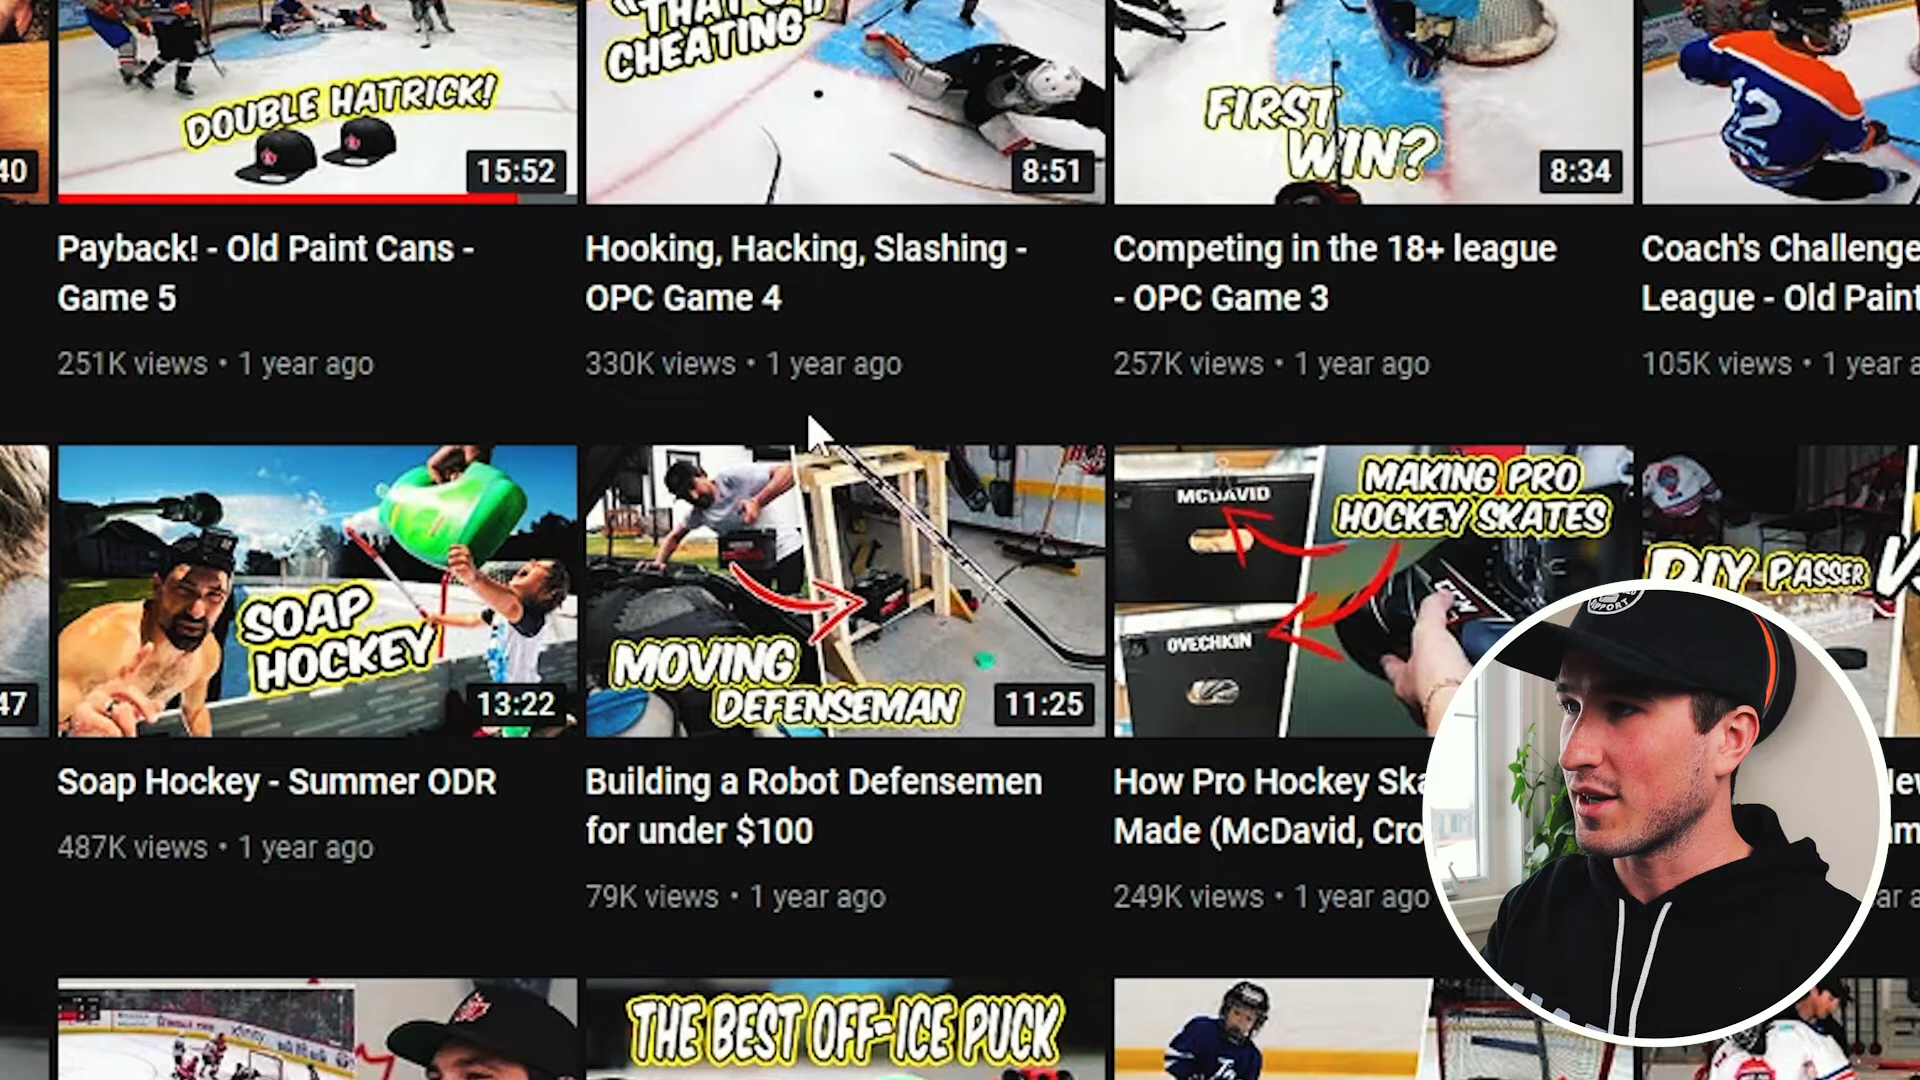 "THAT'S
CHEATING
DOUBLE HATRICK!
FIRST
WIN?
12
40
15:52
8:51
8:34
Payback! - Old Paint Cans -
Game 5
251K views • 1 year ago
Hooking, Hacking, Slashing -
OPC Game 4
330K views • 1 year ago
Competing in the 18+ league
- OPC Game 3
257K views • 1 year ago
Coach's Challenge
League - Old Paint
105K views • 1 year a
SOAP
HOCKEY
MOVING
DEFENSEMAN
MCDAVID
OVECHKIN
MAKING PRO
HOCKEY SKATES
CCM
DIY PASSER
47
13:22
11:25
Soap Hockey - Summer ODR
487K views • 1 year ago
Building a Robot Defensemen
for under $100
79K views • 1 year ago
How Pro Hockey Ska
Made (McDavid, Cro
249K views • 1 year ago
THE BEST OFF-ICE PUCK